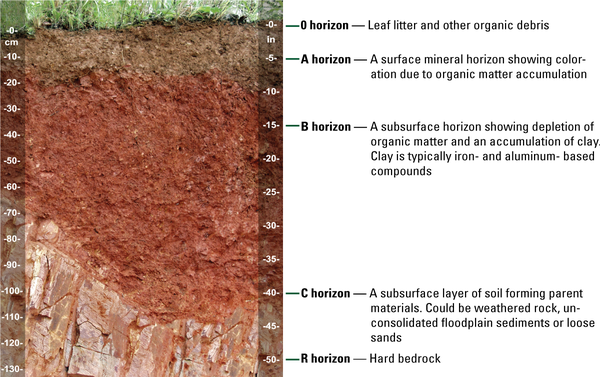 -0-
cm
-10-
-20-
-30-
-40-
-50-
-60-
-70-
-80-
-90-
-100-
-110-
-120-
-130-
-0-
in
-5-
-10-
-15-
-20-
-25-
-30-
-35-
-40-
-45-
-50-
0 horizon — Leaf litter and other organic debris
A horizon — A surface mineral horizon showing color-
ation due to organic matter accumulation
B horizon — A subsurface horizon showing depletion of
organic matter and an accumulation of clay.
Clay is typically iron- and aluminum- based
compounds
C horizon — A subsurface layer of soil forming parent
materials. Could be weathered rock, un-
consolidated floodplain sediments or loose
sands
R horizon — Hard bedrock